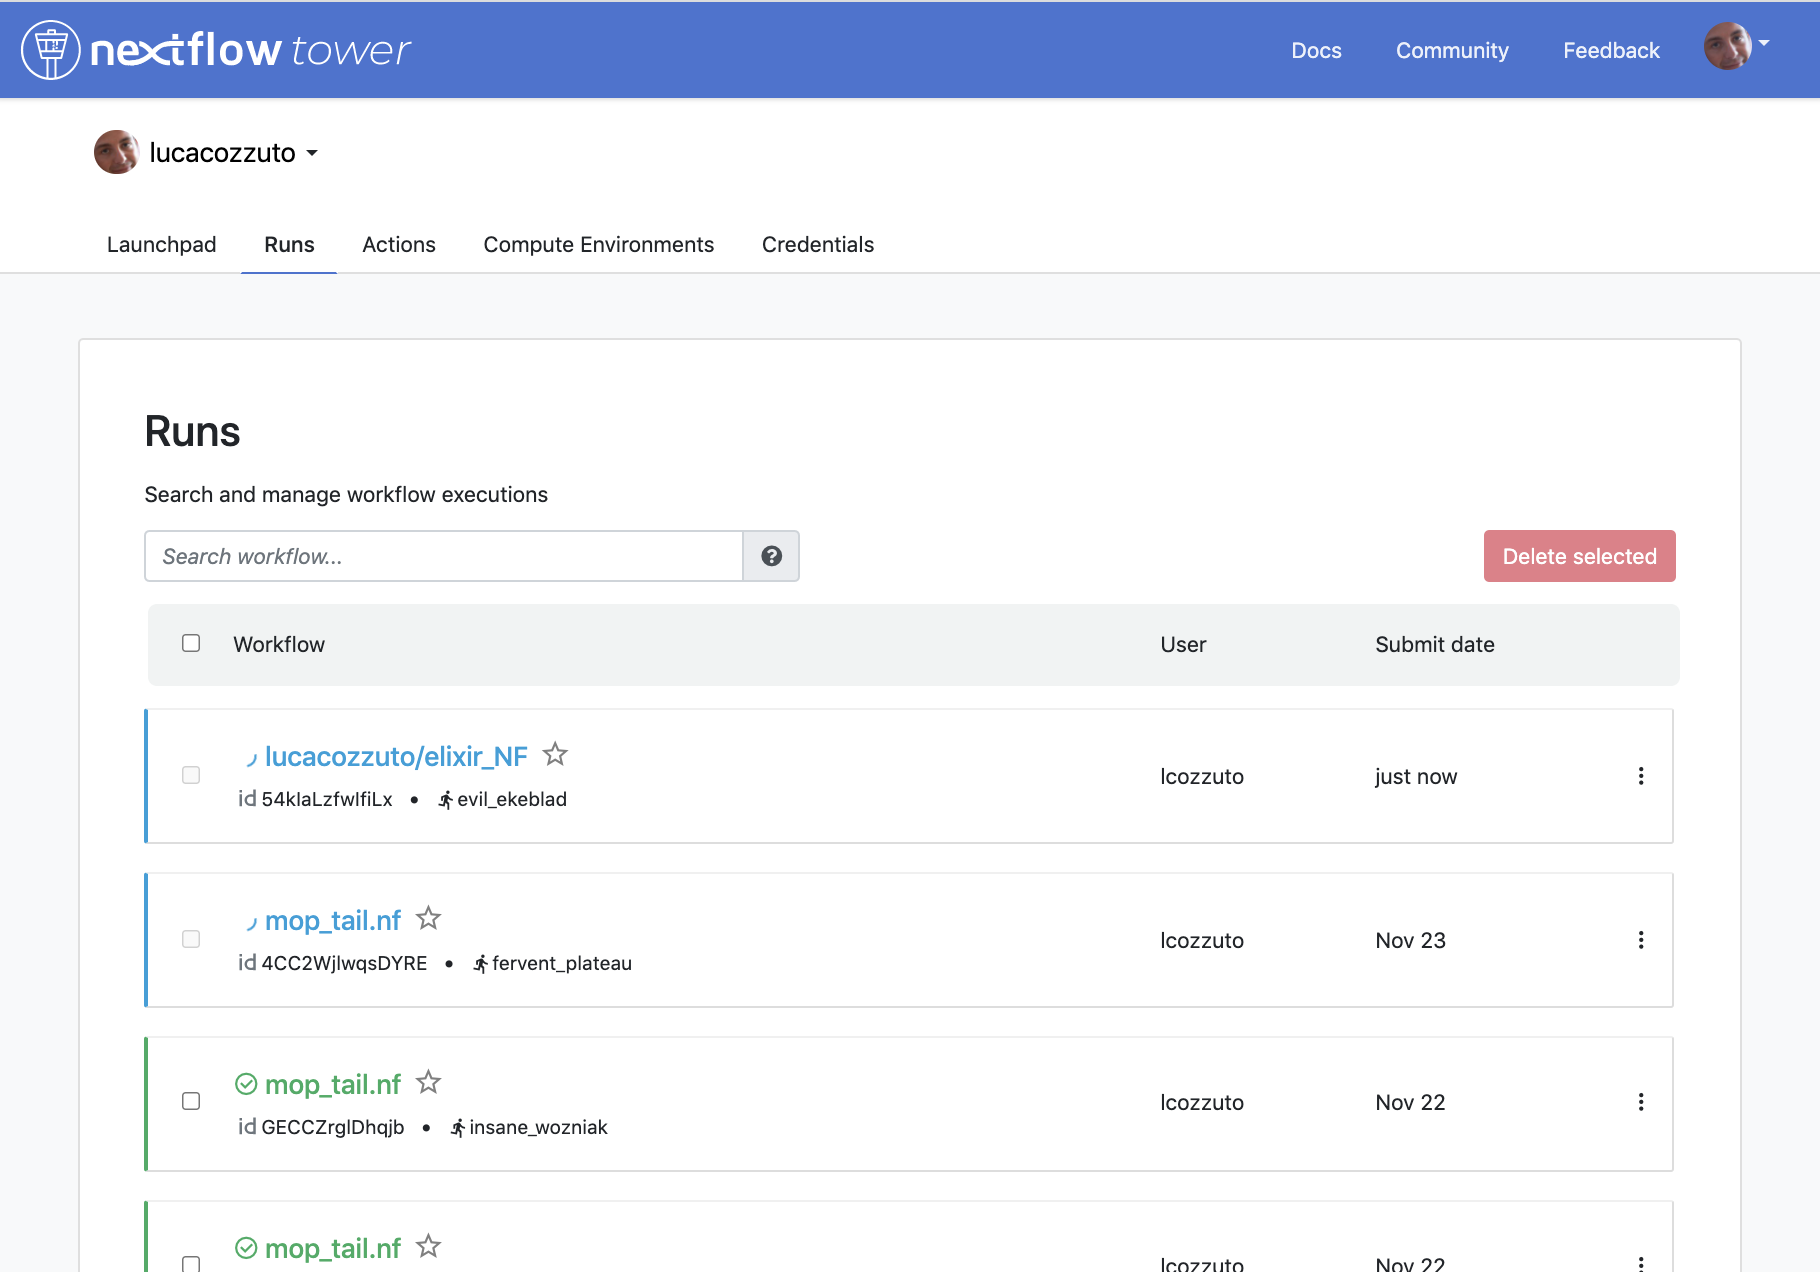 nextflow tower
Docs Community Feedback
lucacozzuto
Launchpad Runs Actions Compute Environments Credentials
Runs
Search and manage workflow executions
Search workflow...
Delete selected
Workflow User Submit date
lucacozzuto/elixir_NF
lcozzuto just now
id 54klaLzfwlfiLx • evil_ekeblad
mop_tail.nf
lcozzuto Nov 23
id 4CC2WjlwqsDYRE • fervent_plateau
mop_tail.nf
lcozzuto Nov 22
id GECCZrglDhqjb • insane_wozniak
mop_tail.nf
lcozzuto Nov 22